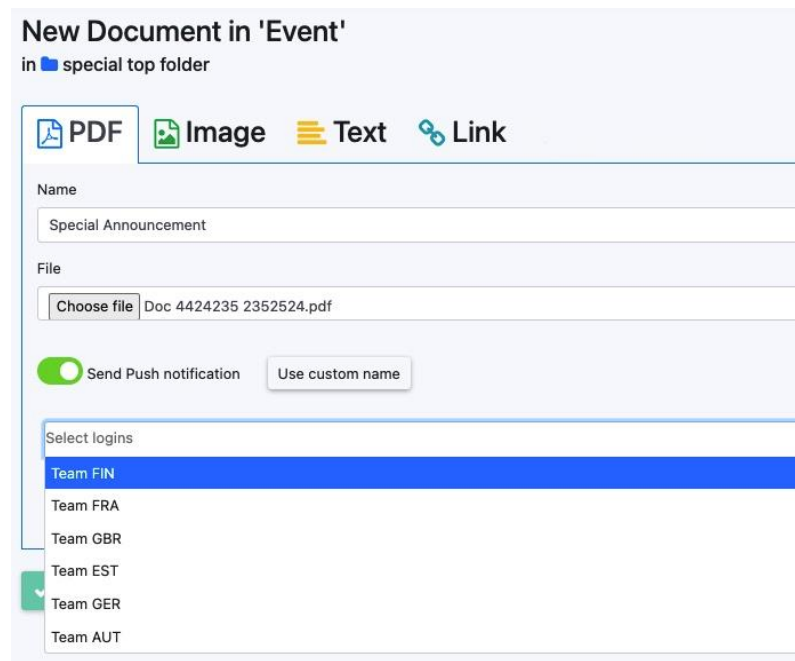 New Document in 'Event'
in special top folder
PDF Image Text Link
Name
Special Announcement
File
Choose file Doc 4424235 2352524.pdf
Send Push notification Use custom name
Select logins
Team FIN
Team FRA
Team GBR
Team EST
Team GER
Team AUT